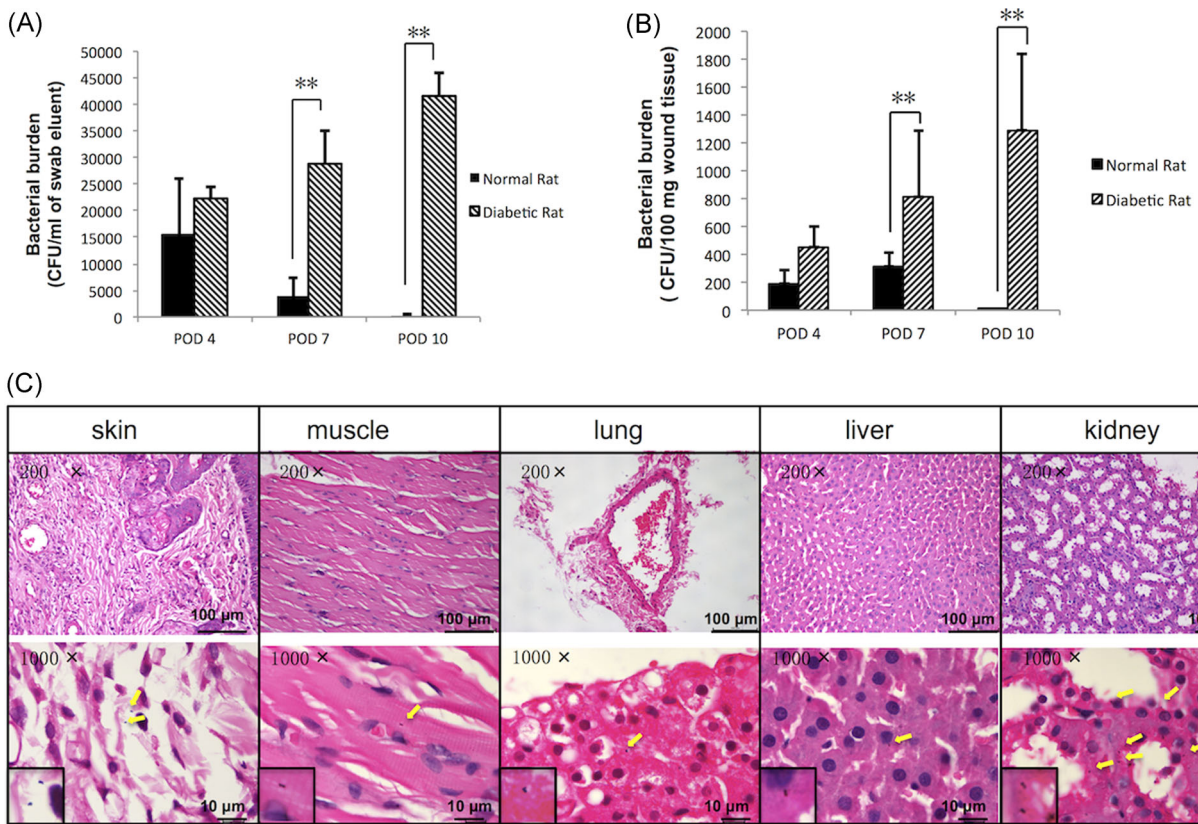 (A)
Bacterial burden
(CFU/ml of swab eluent)
50000
45000
40000
35000
30000
25000
20000
15000
10000
5000
0
**
**
POD 4
POD 7
POD 10
Normal Rat
Diabetic Rat
(B)
Bacterial burden
( CFU/100 mg wound tissue)
2000
1800
1600
1400
1200
1000
800
600
400
200
0
**
**
POD 4
POD 7
POD 10
Normal Rat
Diabetic Rat
(C)
skin
muscle
lung
liver
kidney
200 ×
200 ×
200 ×
200 ×
200 ×
100 µm
100 µm
100 µm
100 µm
1000 ×
1000 ×
1000 ×
1000 ×
1000 ×
10 µm
10 µm
10 µm
10 µm
10 µm